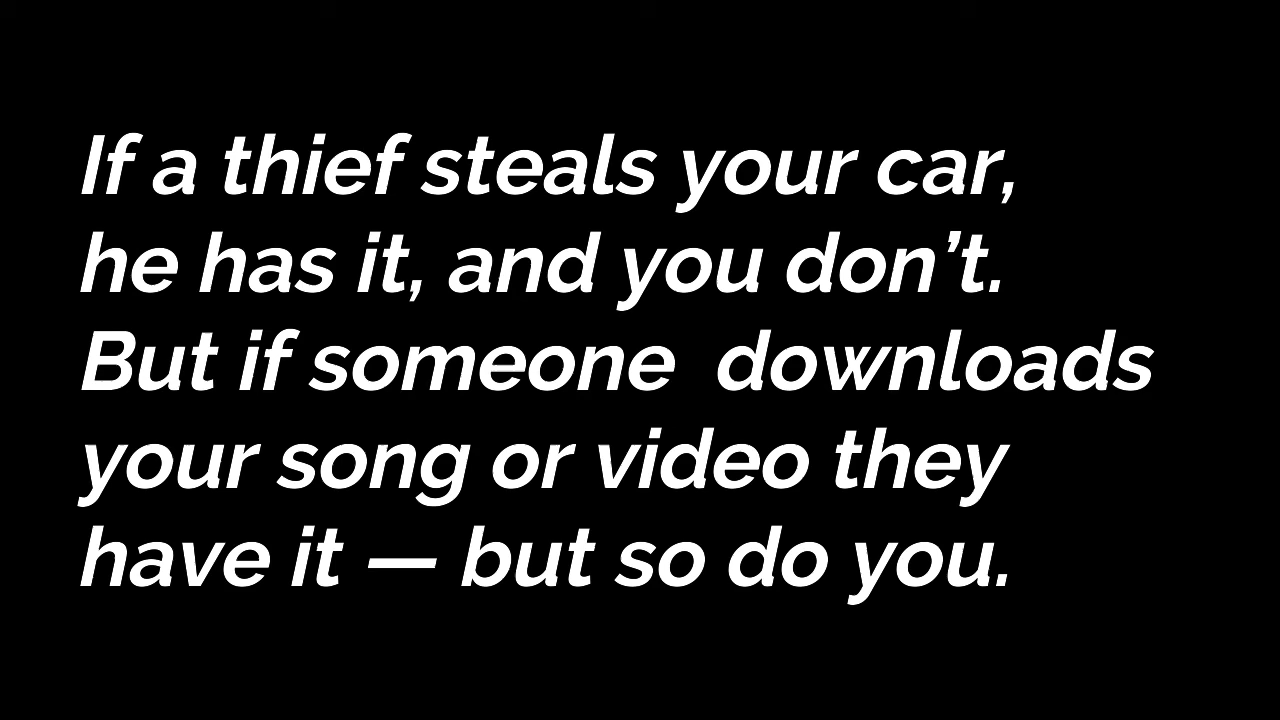 If a thief steals your car,
he has it, and you don’t.
But if someone  downloads
your song or video they
have it — but so do you.